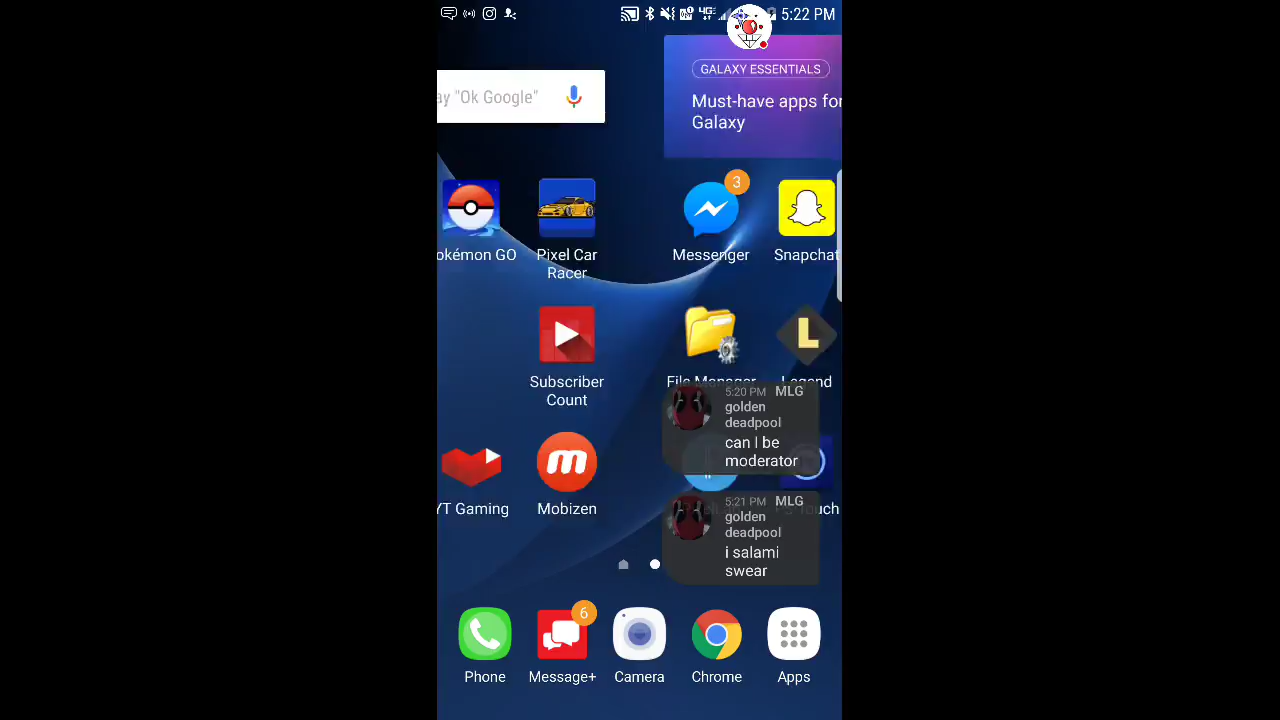 5:22 PM
GALAXY ESSENTIALS
ay "Ok Google"
Must-have apps for
Galaxy
3
okémon GO
Pixel Car
Racer
Messenger
Snapchat
L
Subscriber
Count
File Manager
Legend
5:20 PM MLG
golden
deadpool
can I be
moderator
YT Gaming
Mobizen
Touch
5:21 PM MLG
golden
deadpool
i salami
swear
6
Phone
Message+
Camera
Chrome
Apps